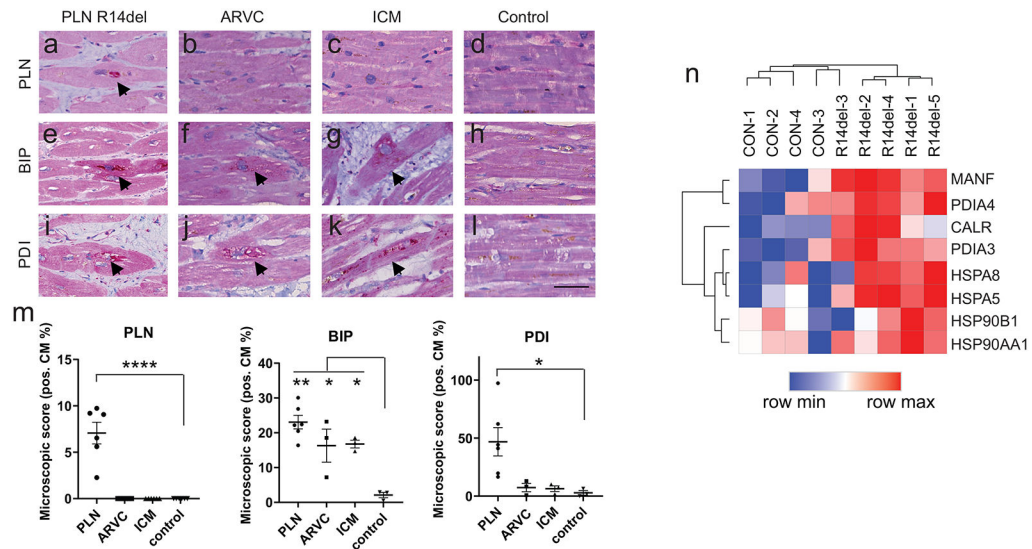 PLN R14del ARVC ICM Control
PLN a b c d
BIP e f g h
PDI i j k l
m
PLN
Microscopic score (pos. CM %)
15
10
5
0
****
PLN ARVC ICM control
BIP
Microscopic score (pos. CM %)
40
30
20
10
0
** * *
PLN ARVC ICM control
PDI
Microscopic score (pos. CM %)
100
50
0
*
PLN ARVC ICM control
n
CON-1 CON-2 CON-4 CON-3 R14del-3 R14del-2 R14del-4 R14del-1 R14del-5
MANF
PDIA4
CALR
PDIA3
HSPA8
HSPA5
HSP90B1
HSP90AA1
row min row max